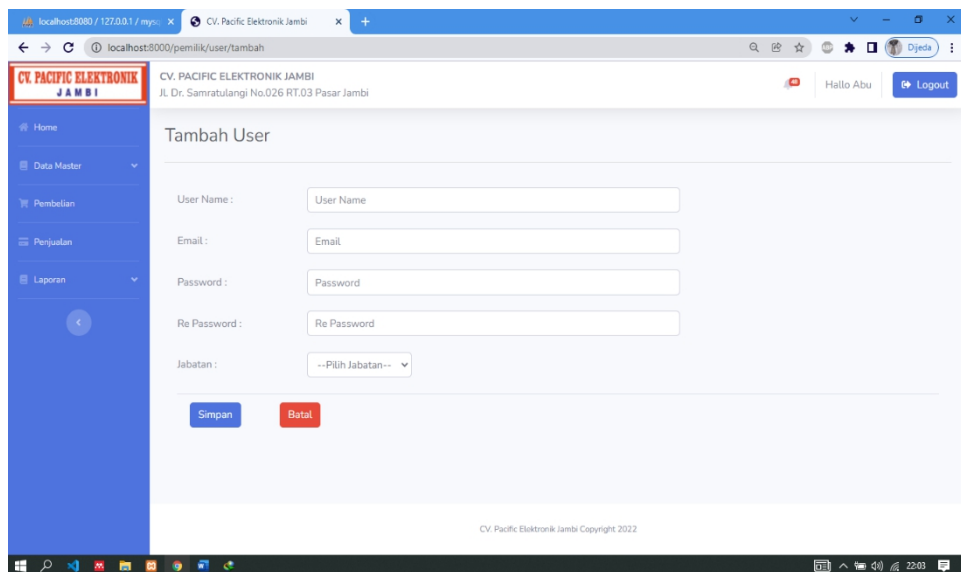 localhost:8080 / 127.0.0.1 / mysq
CV. Pacific Elektronik Jambi
localhost:8000/pemilik/user/tambah
Dijeda
CV. PACIFIC ELEKTRONIK
JAMBI
CV. PACIFIC ELEKTRONIK JAMBI
Jl. Dr. Samratulangi No.026 RT.03 Pasar Jambi
Hallo Abu
Logout
Home
Data Master
Pembelian
Penjualan
Laporan
Tambah User
User Name :
User Name
Email :
Email
Password :
Password
Re Password :
Re Password
Jabatan :
--Pilih Jabatan--
Simpan
Batal
CV. Pacific Elektronik Jambi Copyright 2022
22:03